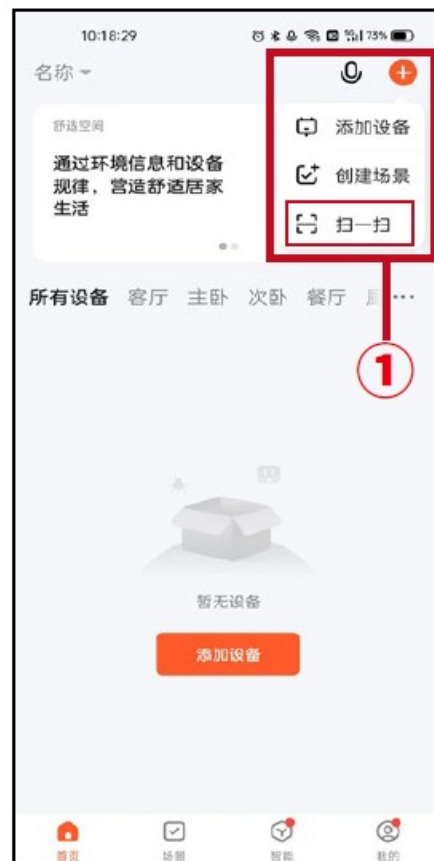 10:18:29
73%
名称
舒适空间
通过环境信息和设备
规律，营造舒适居家
生活
添加设备
创建场景
扫一扫
1
所有设备 客厅 主卧 次卧 餐厅 ...
暂无设备
添加设备
首页 场景 智能 我的